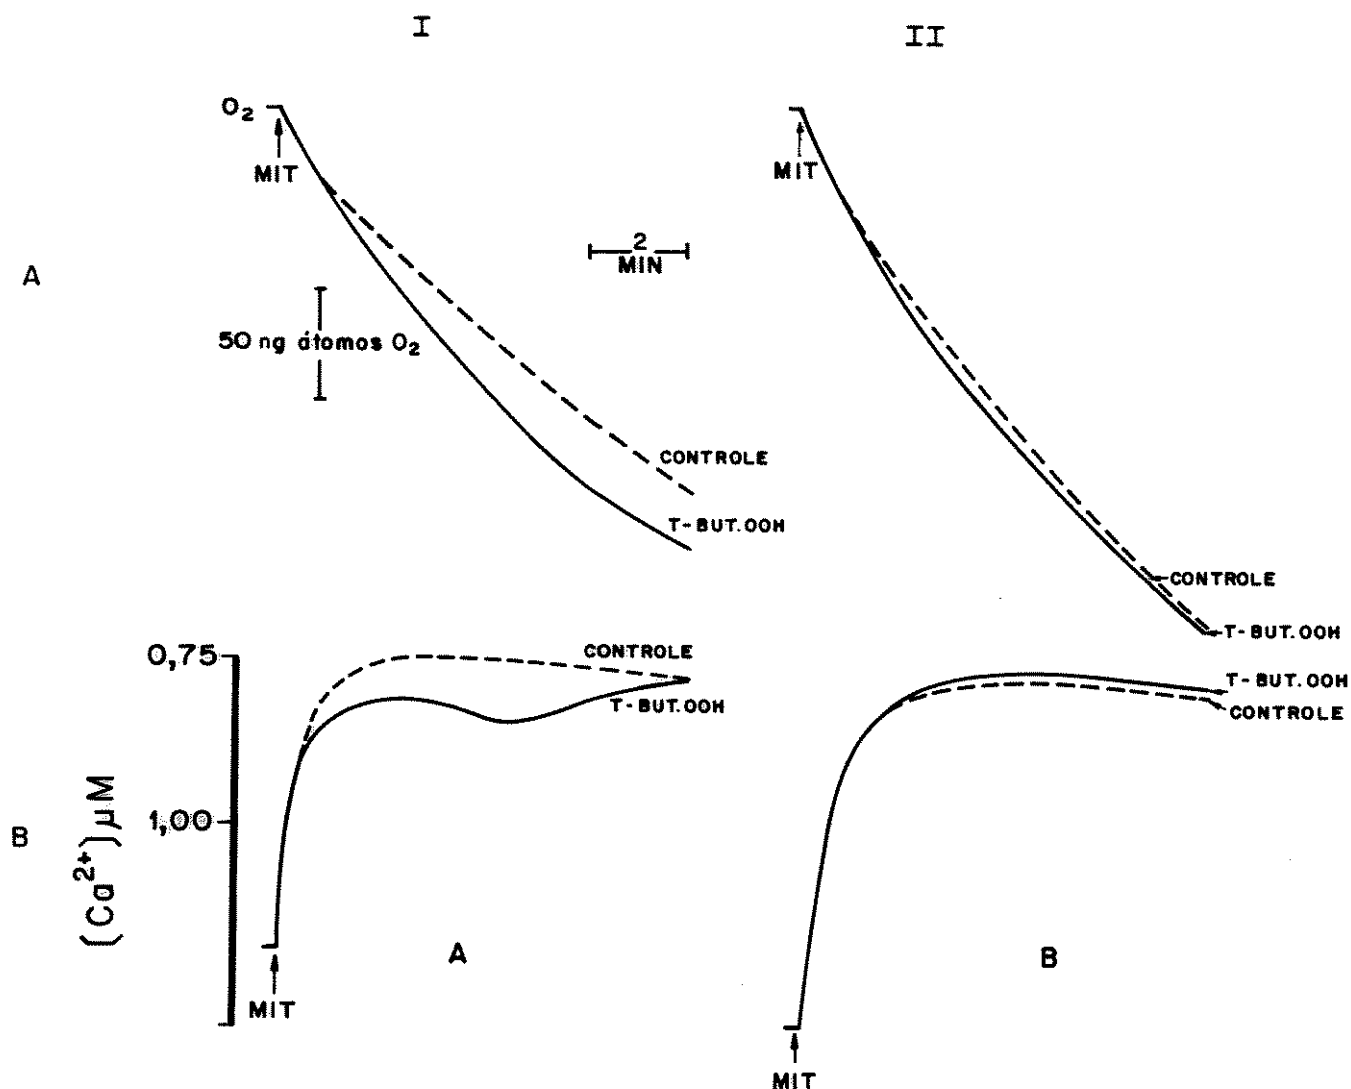 I
II
O₂
MIT
MIT
2
MIN
A
50 ng átomos O₂
CONTROLE
T-BUT.OOH
CONTROLE
T-BUT.OOH
0,75
CONTROLE
T-BUT.OOH
T-BUT.OOH
CONTROLE
1,00
B
(Ca²⁺) μM
A
B
MIT
MIT